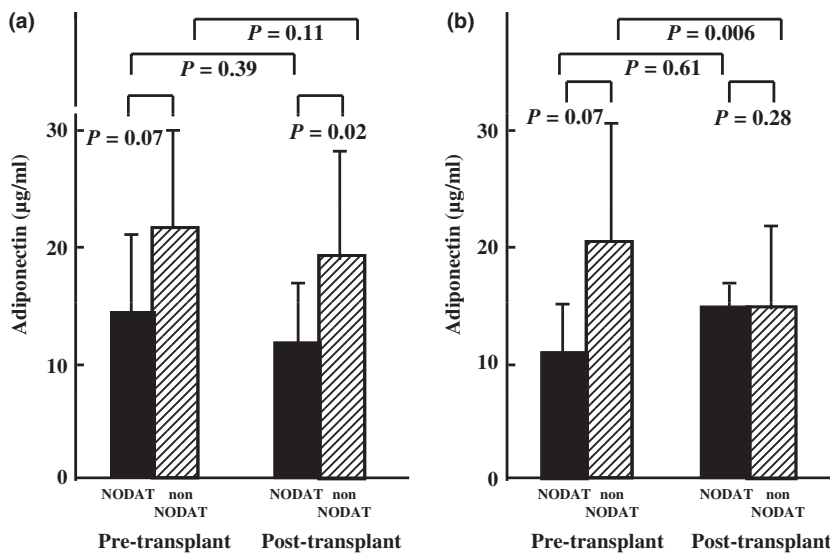 (a)
P = 0.11
P = 0.39
P = 0.07
P = 0.02
30
20
10
0
Adiponectin (µg/ml)
NODAT
non
NODAT
NODAT
non
NODAT
Pre-transplant
Post-transplant
(b)
P = 0.006
P = 0.61
P = 0.07
P = 0.28
30
20
10
0
Adiponectin (µg/ml)
NODAT
non
NODAT
NODAT
non
NODAT
Pre-transplant
Post-transplant